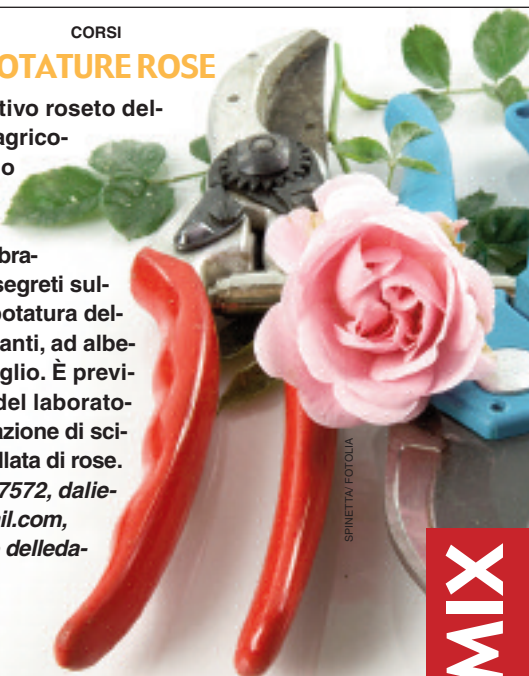 CORSI
OTATURE ROSE
tivo roseto del-
agrico-
o
bra-
segreti sul-
potatura del-
anti, ad albe-
glio. È previ-
del laborato-
azione di sci-
llata di rose.
7572, dalie-
il.com,
delleda-
SPINETTA/ FOTOLIA
MIX